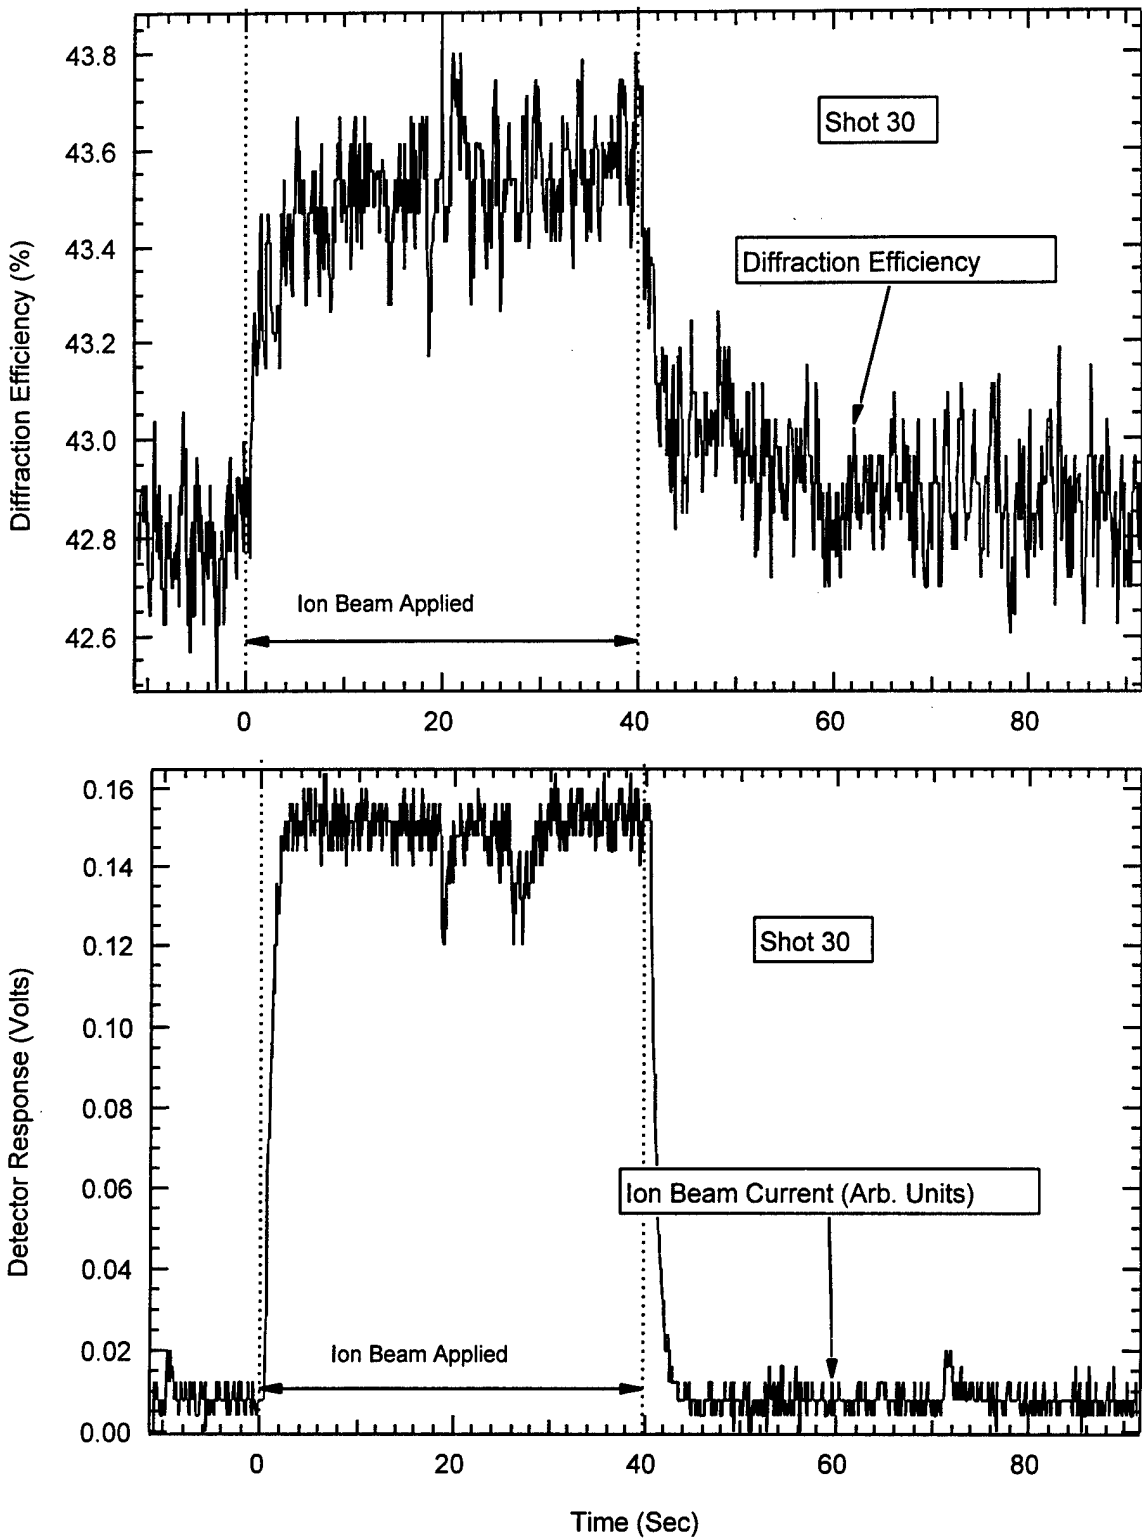 43.8
43.6
43.4
43.2
43.0
42.8
42.6
Diffraction Efficiency (%)
Shot 30
Diffraction Efficiency
Ion Beam Applied
0
20
40
60
80
0.16
0.14
0.12
0.10
0.08
0.06
0.04
0.02
0.00
Detector Response (Volts)
Shot 30
Ion Beam Current (Arb. Units)
Ion Beam Applied
0
20
40
60
80
Time (Sec)